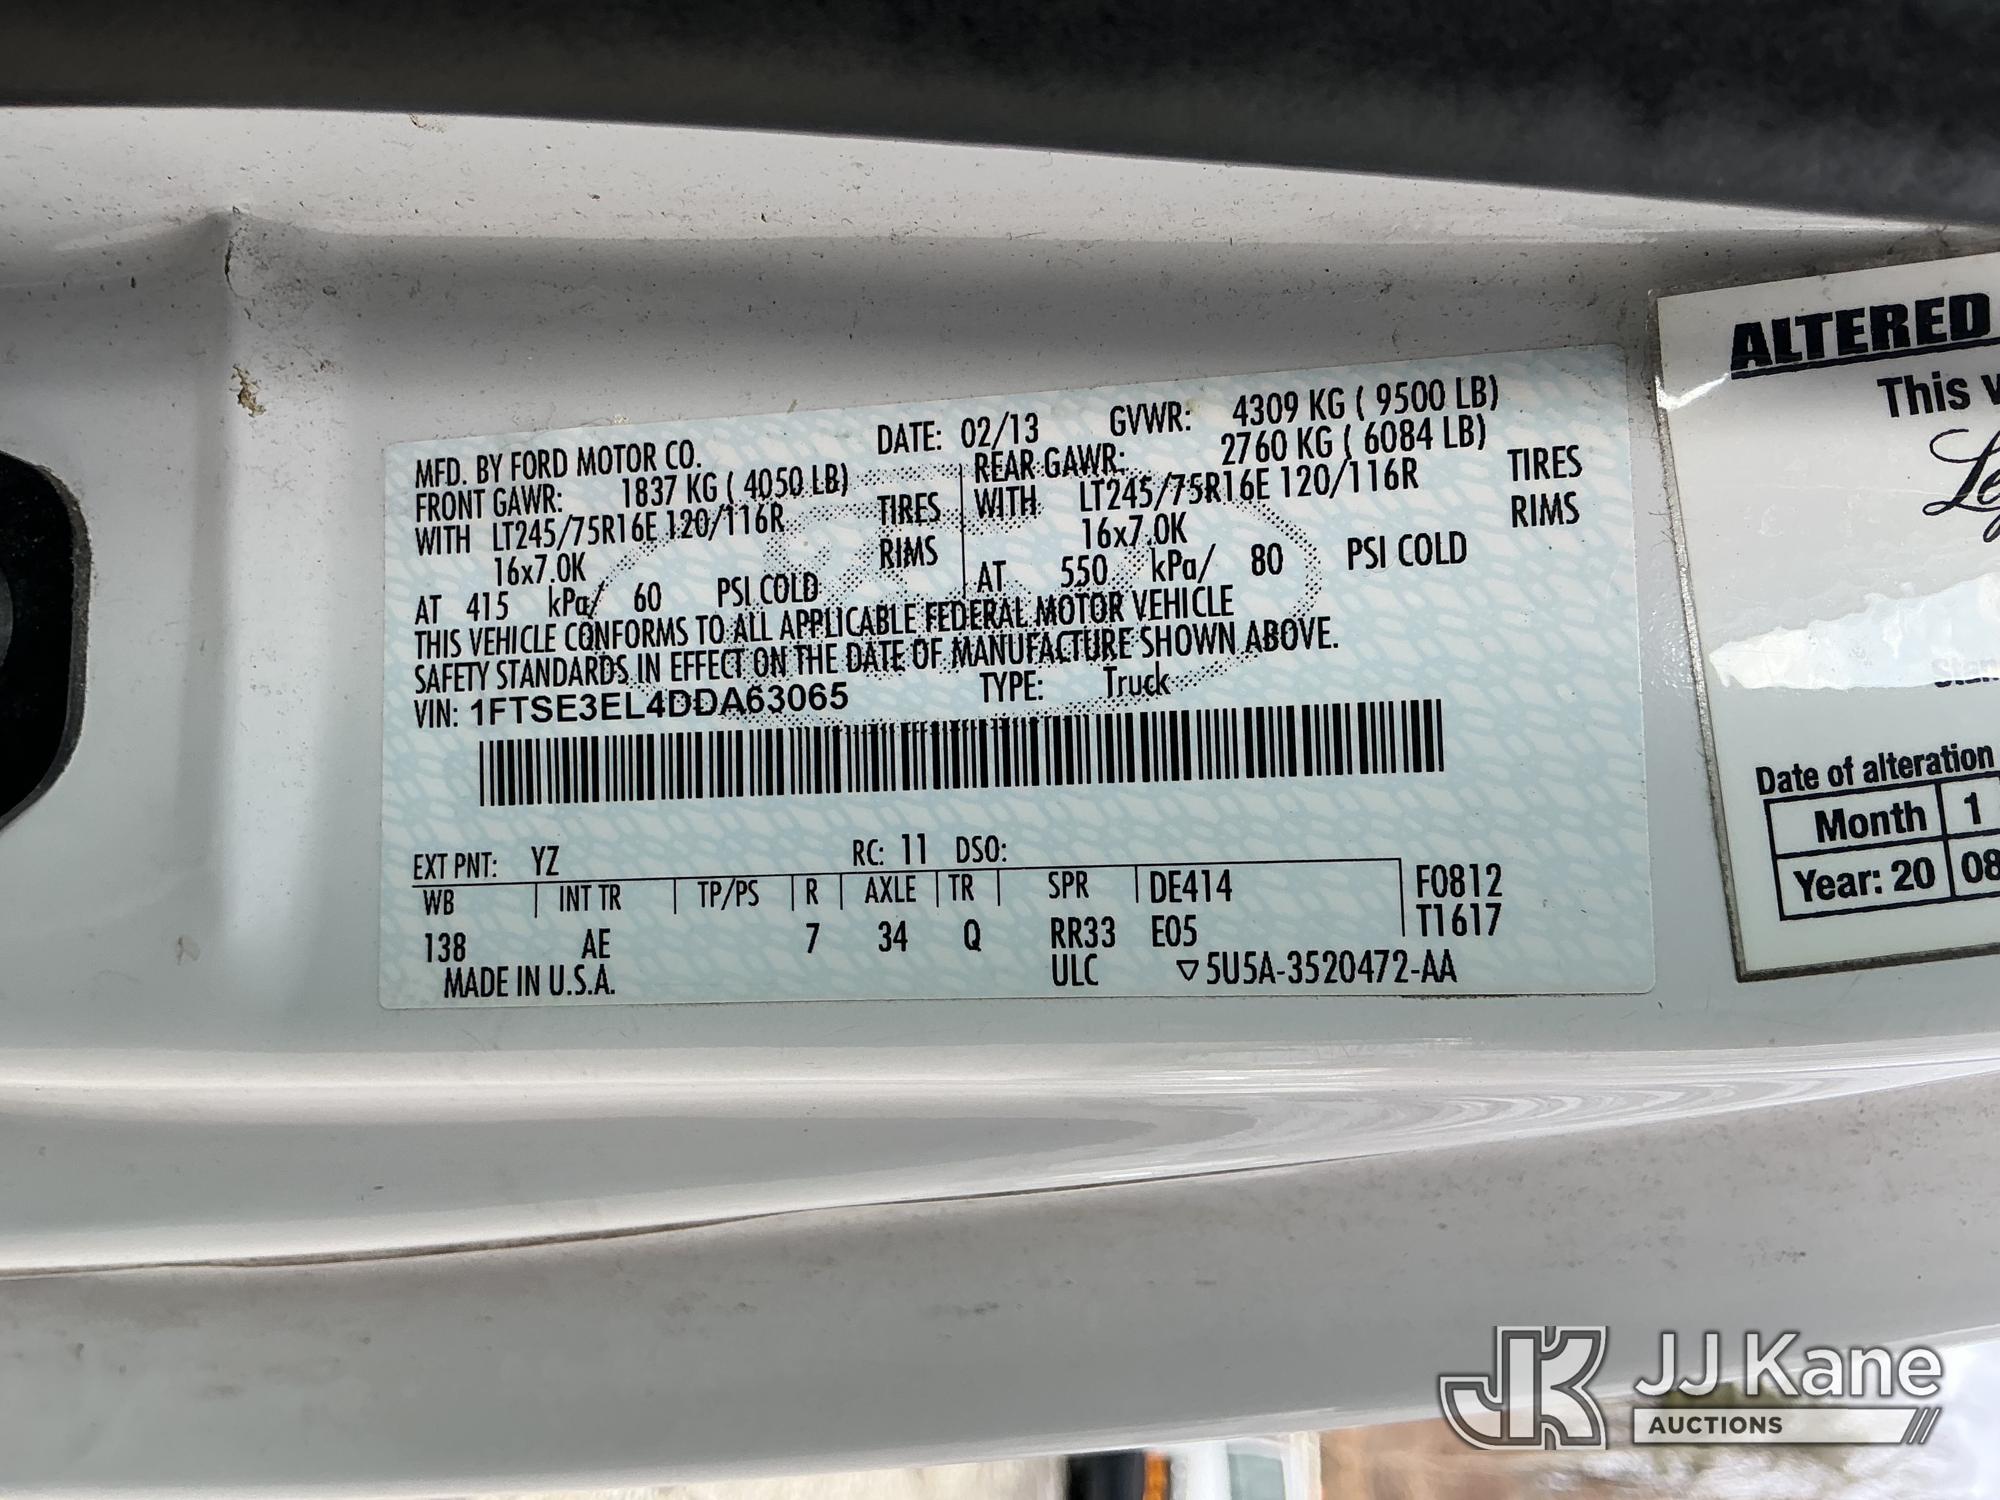 MFD. BY FORD MOTOR CO. DATE: 02/13 GVWR: 4309 KG ( 9500 LB)
FRONT GAWR: 1837 KG ( 4050 LB) REAR GAWR: 2760 KG ( 6084 LB)
WITH LT245/75R16E 120/116R TIRES WITH LT245/75R16E 120/116R TIRES
16x7.0K RIMS 16x7.0K RIMS
AT 415 kPa/ 60 PSI COLD AT 550 kPa/ 80 PSI COLD
THIS VEHICLE CONFORMS TO ALL APPLICABLE FEDERAL MOTOR VEHICLE
SAFETY STANDARDS IN EFFECT ON THE DATE OF MANUFACTURE SHOWN ABOVE.
VIN: 1FTSE3EL4DDA63065 TYPE: Truck
EXT PNT: YZ RC: 11 DSO:
WB INT TR TP/PS R AXLE TR SPR DE414 F0812
138 AE 7 34 Q RR33 E05 T1617
MADE IN U.S.A. ULC ▽5U5A-3520472-AA
ALTERED
This
Date of alteration
Month 1
Year: 20 08
JK JJ Kane
AUCTIONS